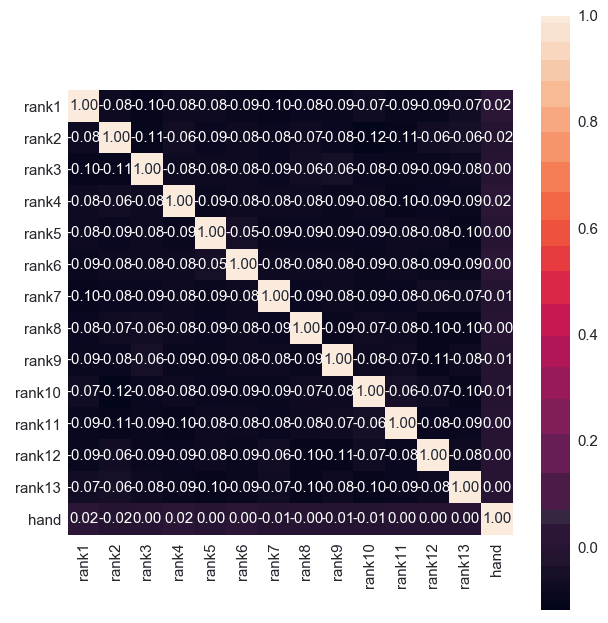 1.0
rank1 1.00 -0.08 -0.10 -0.08 -0.08 -0.09 -0.10 -0.08 -0.09 -0.07 -0.09 -0.09 -0.07 0.02
0.8
rank2 -0.08 1.00 -0.11 -0.06 -0.09 -0.08 -0.08 -0.07 -0.08 -0.12 -0.11 -0.06 -0.06 -0.02
rank3 -0.10 -0.11 1.00 -0.08 -0.08 -0.08 -0.09 -0.06 -0.06 -0.08 -0.09 -0.09 -0.08 0.00
rank4 -0.08 -0.06 -0.08 1.00 -0.09 -0.08 -0.08 -0.08 -0.09 -0.08 -0.10 -0.09 -0.09 0.02
0.6
rank5 -0.08 -0.09 -0.08 -0.09 1.00 -0.05 -0.09 -0.09 -0.09 -0.09 -0.08 -0.08 -0.10 0.00
rank6 -0.09 -0.08 -0.08 -0.08 -0.05 1.00 -0.08 -0.08 -0.08 -0.09 -0.08 -0.09 -0.09 0.00
rank7 -0.10 -0.08 -0.09 -0.08 -0.09 -0.08 1.00 -0.09 -0.08 -0.09 -0.08 -0.06 -0.07 -0.01
rank8 -0.08 -0.07 -0.06 -0.08 -0.09 -0.08 -0.09 1.00 -0.09 -0.07 -0.08 -0.10 -0.10 -0.00
0.4
rank9 -0.09 -0.08 -0.06 -0.09 -0.09 -0.08 -0.08 -0.09 1.00 -0.08 -0.07 -0.11 -0.08 -0.01
rank10 -0.07 -0.12 -0.08 -0.08 -0.09 -0.09 -0.09 -0.07 -0.08 1.00 -0.06 -0.07 -0.10 -0.01
rank11 -0.09 -0.11 -0.09 -0.10 -0.08 -0.08 -0.08 -0.08 -0.07 -0.06 1.00 -0.08 -0.09 0.00
0.2
rank12 -0.09 -0.06 -0.09 -0.09 -0.08 -0.09 -0.06 -0.10 -0.11 -0.07 -0.08 1.00 -0.08 0.00
rank13 -0.07 -0.06 -0.08 -0.09 -0.10 -0.09 -0.07 -0.10 -0.08 -0.10 -0.09 -0.08 1.00 0.00
hand 0.02 -0.02 0.00 0.02 0.00 0.00 -0.01 -0.00 -0.01 -0.01 0.00 0.00 0.00 1.00
0.0
rank1 rank2 rank3 rank4 rank5 rank6 rank7 rank8 rank9 rank10 rank11 rank12 rank13 hand